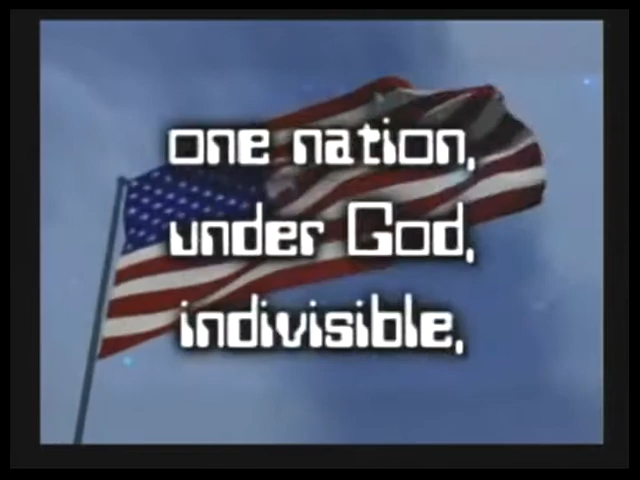 one nation,
under God,
indivisible,